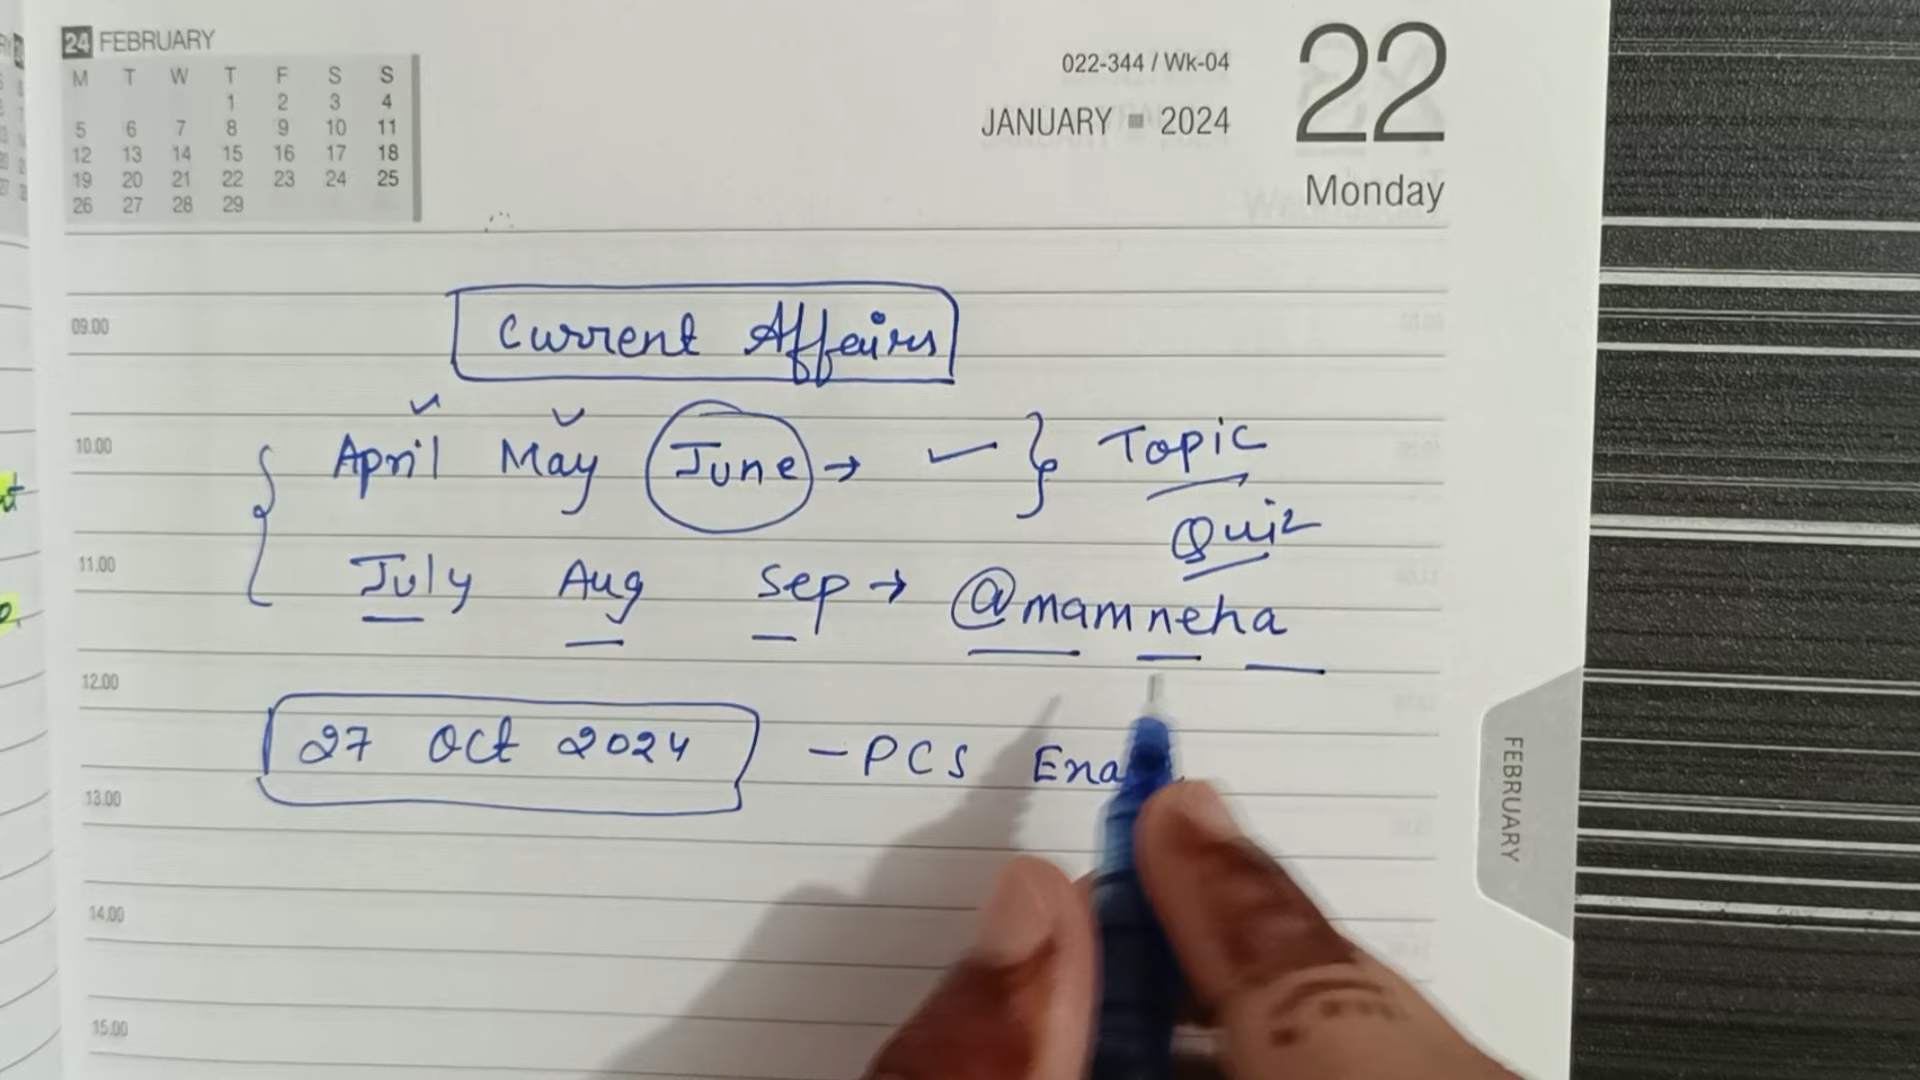 24 FEBRUARY
M T W T F S S
1 2 3 4
5 6 7 8 9 10 11
12 13 14 15 16 17 18
19 20 21 22 23 24 25
26 27 28 29
022-344 / Wk-04
JANUARY ▪ 2024
22
Monday
09.00
Current Affairs
10.00
April May June → Topic
Quiz
11.00
July Aug Sep → @mamneha
12.00
27 Oct 2024 - PCS
13.00
14.00
15.00
FEBRUARY